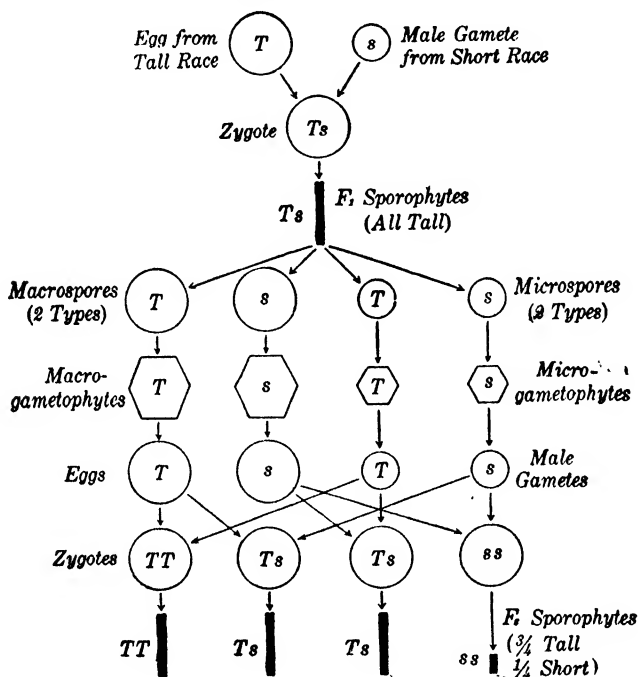 Egg from
Tall Race
T
s
Male Gamete
from Short Race
Zygote
Ts
Ts
F₁ Sporophytes
(All Tall)
Macrospores
(2 Types)
T
s
T
s
Microspores
(2 Types)
Macro-
gametophytes
T
s
T
s
Micro-
gametophytes
Eggs
T
s
T
s
Male
Gametes
Zygotes
TT
Ts
Ts
ss
TT
Ts
Ts
ss
F₂ Sporophytes
(¾ Tall
¼ Short)